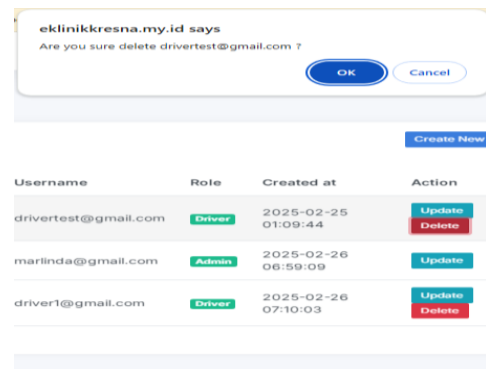 eklinikkresna.my.id says
Are you sure delete drivertest@gmail.com ?
OK Cancel
Create New
Username Role Created at Action
drivertest@gmail.com Driver 2025-02-25 01:09:44 Update Delete
marlinda@gmail.com Admin 2025-02-26 06:59:09 Update
driver1@gmail.com Driver 2025-02-26 07:10:03 Update Delete